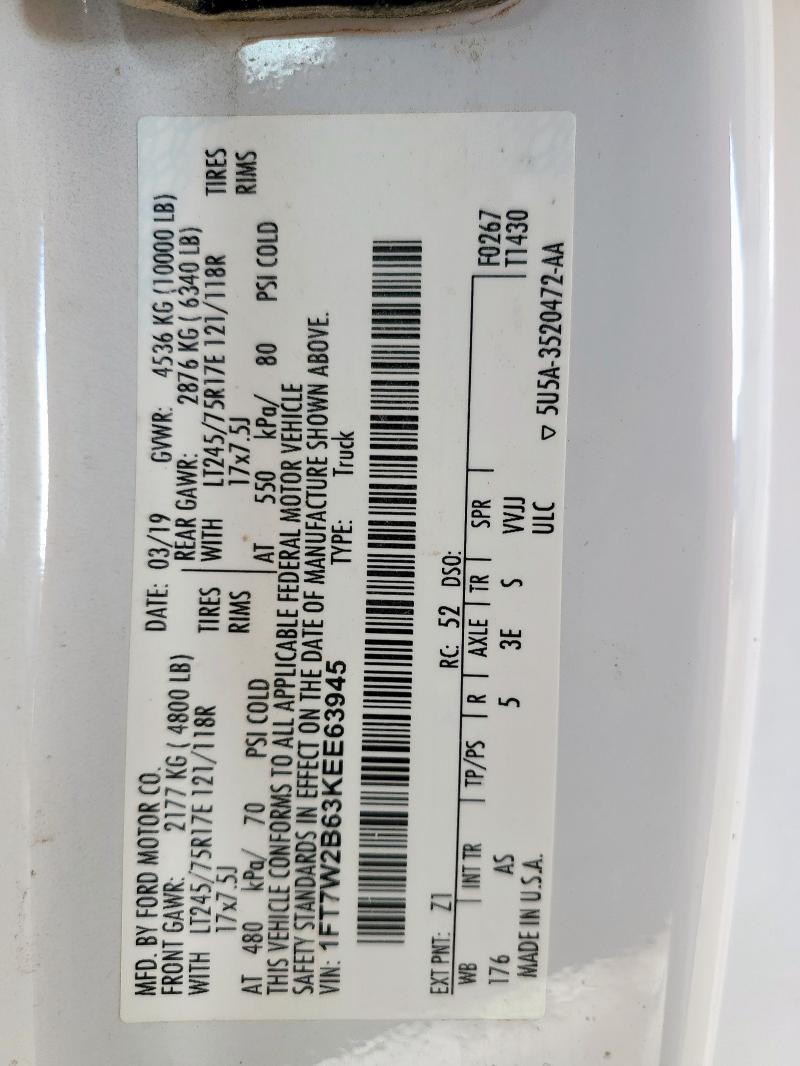 MFD. BY FORD MOTOR CO.
DATE: 03/19 GVWR: 4536 KG (10000 LB)
FRONT GAWR: 2177 KG ( 4800 LB)
REAR GAWR: 2876 KG ( 6340 LB)
WITH LT245/75R17E 121/118R TIRES
WITH LT245/75R17E 121/118R TIRES
17x7.5J RIMS
17x7.5J RIMS
AT 480 kPa/ 70 PSI COLD
AT 550 kPa/ 80 PSI COLD
THIS VEHICLE CONFORMS TO ALL APPLICABLE FEDERAL MOTOR VEHICLE
SAFETY STANDARDS IN EFFECT ON THE DATE OF MANUFACTURE SHOWN ABOVE.
VIN: 1FT7W2B63KEE63945
TYPE: Truck
EXT PNT: Z1 RC: 52 DSO:
WB INT TR TP/PS R AXLE TR SPR
F0267
T1430
176 AS 5 3E S VVJJ
ULC
MADE IN U.S.A.
▽ 5U5A-3520472-AA